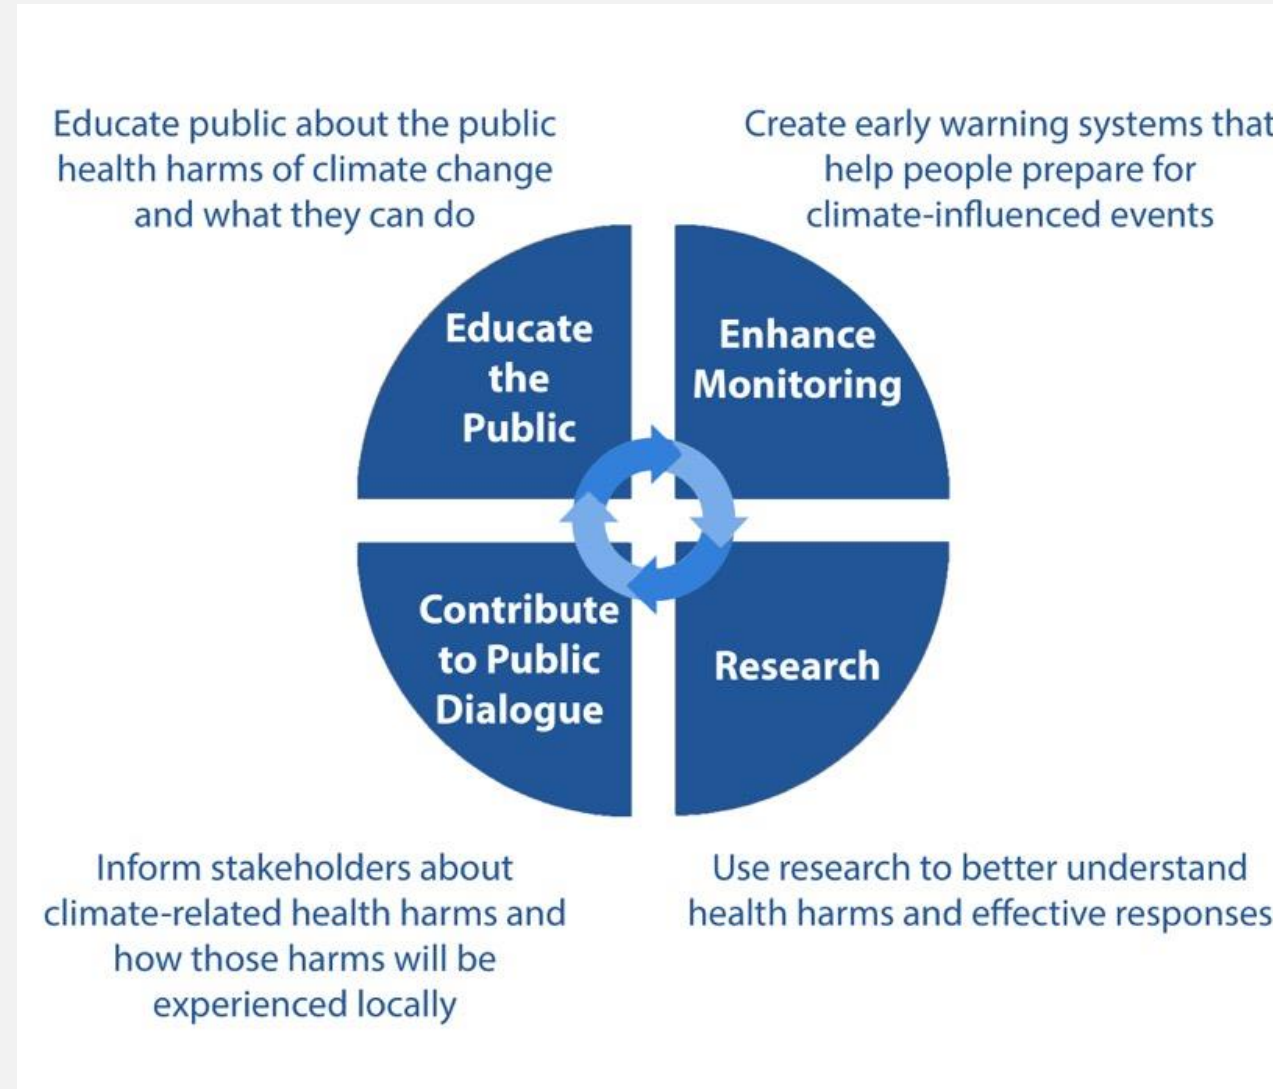 Educate public about the public
health harms of climate change
and what they can do
Create early warning systems that
help people prepare for
climate-influenced events
Educate
the
Public
Enhance
Monitoring
Contribute
to Public
Dialogue
Research
Inform stakeholders about
climate-related health harms and
how those harms will be
experienced locally
Use research to better understand
health harms and effective responses